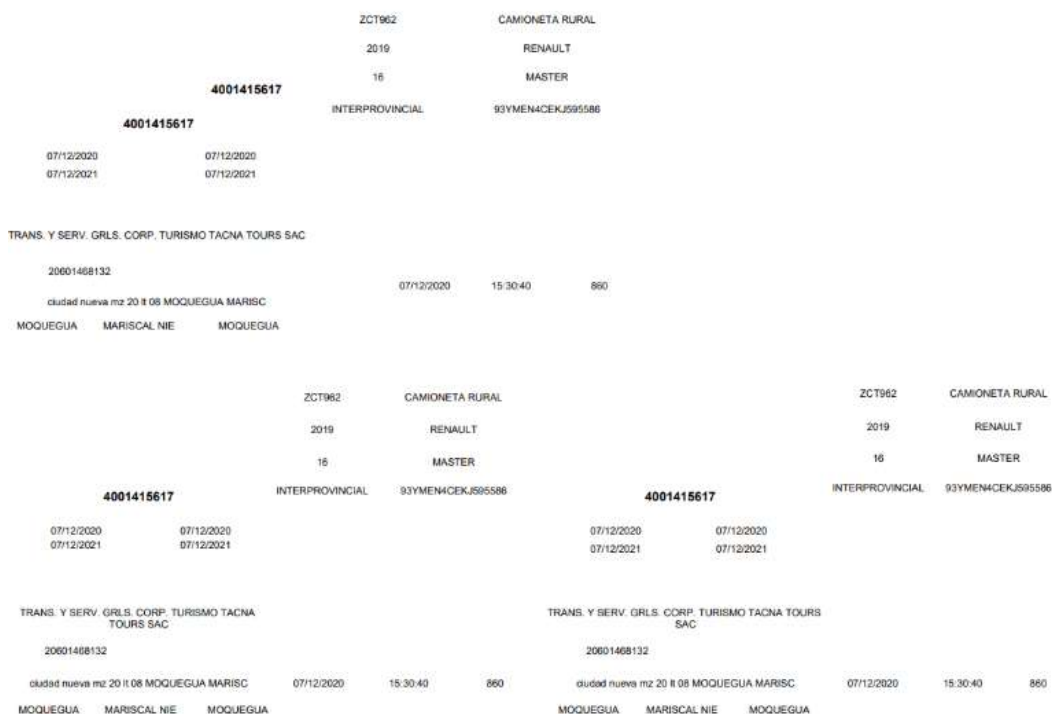 ZCT962 CAMIONETA RURAL
2019 RENAULT
16 MASTER
4001415617
INTERPROVINCIAL 93YMEN4CEKJ595586
4001415617
07/12/2020 07/12/2020
07/12/2021 07/12/2021
TRANS. Y SERV. GRLS. CORP. TURISMO TACNA TOURS SAC
20601468132
07/12/2020 15:30:40 860
ciudad nueva mz 20 lt 08 MOQUEGUA MARISC
MOQUEGUA MARISCAL NIE MOQUEGUA
ZCT962 CAMIONETA RURAL
2019 RENAULT
16 MASTER
INTERPROVINCIAL 93YMEN4CEKJ595586
4001415617
07/12/2020 07/12/2020
07/12/2021 07/12/2021
TRANS. Y SERV. GRLS. CORP. TURISMO TACNA
TOURS SAC
20601468132
ciudad nueva mz 20 lt 08 MOQUEGUA MARISC 07/12/2020 15:30:40 860
MOQUEGUA MARISCAL NIE MOQUEGUA
ZCT962 CAMIONETA RURAL
2019 RENAULT
16 MASTER
INTERPROVINCIAL 93YMEN4CEKJ595586
4001415617
07/12/2020 07/12/2020
07/12/2021 07/12/2021
TRANS. Y SERV. GRLS. CORP. TURISMO TACNA TOURS
SAC
20601468132
ciudad nueva mz 20 lt 08 MOQUEGUA MARISC 07/12/2020 15:30:40 860
MOQUEGUA MARISCAL NIE MOQUEGUA